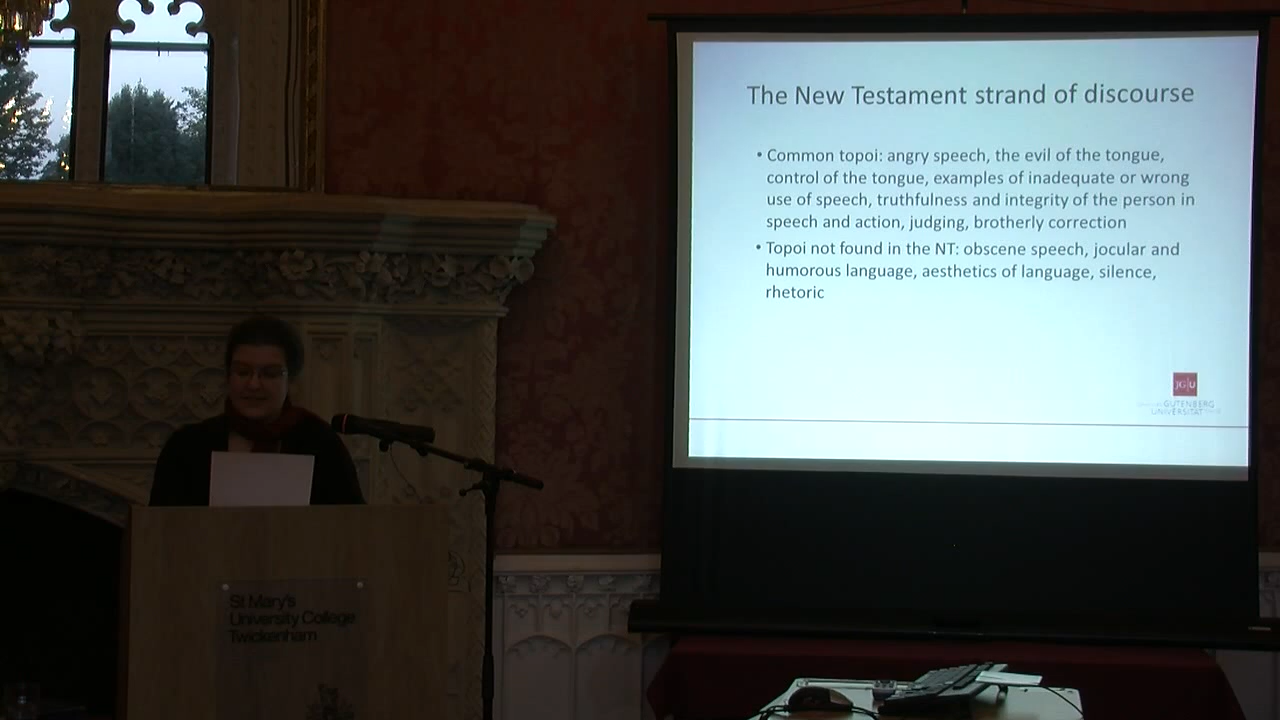 The New Testament strand of discourse
• Common topoi: angry speech, the evil of the tongue,
control of the tongue, examples of inadequate or wrong
use of speech, truthfulness and integrity of the person in
speech and action, judging, brotherly correction
• Topoi not found in the NT: obscene speech, jocular and
humorous language, aesthetics of language, silence,
rhetoric
JG|U
GUTENBERG
UNIVERSITÄT
St Mary's
University College
Twickenham